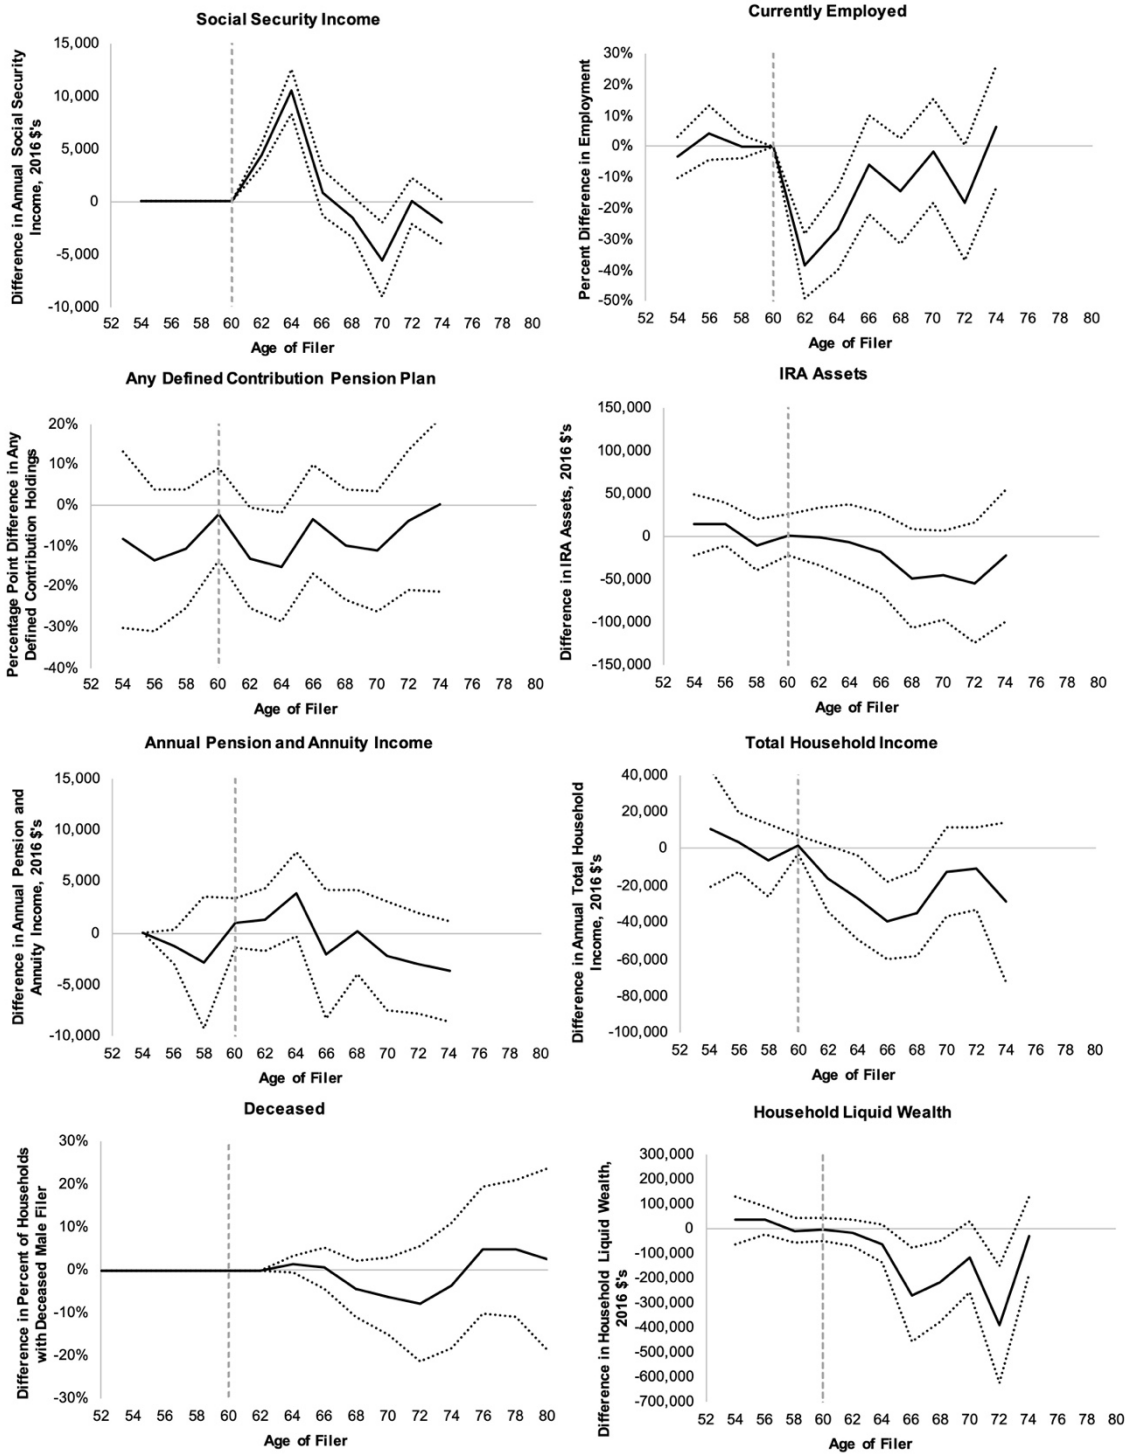 Social Security Income
Difference in Annual Social Security
Income, 2016 $'s
15,000
10,000
5,000
0
-5,000
-10,000
52 54 56 58 60 62 64 66 68 70 72 74 76 78 80
Age of Filer
Currently Employed
Percent Difference in Employment
30%
20%
10%
0%
-10%
-20%
-30%
-40%
-50%
52 54 56 58 60 62 64 66 68 70 72 74 76 78 80
Age of Filer
Any Defined Contribution Pension Plan
Percentage Point Difference in Any
Defined Contribution Holdings
20%
10%
0%
-10%
-20%
-30%
-40%
52 54 56 58 60 62 64 66 68 70 72 74 76 78 80
Age of Filer
IRA Assets
Difference in IRA Assets, 2016 $'s
150,000
100,000
50,000
0
-50,000
-100,000
-150,000
52 54 56 58 60 62 64 66 68 70 72 74 76 78 80
Age of Filer
Annual Pension and Annuity Income
Difference in Annual Pension and
Annuity Income, 2016 $'s
15,000
10,000
5,000
0
-5,000
-10,000
52 54 56 58 60 62 64 66 68 70 72 74 76 78 80
Age of Filer
Total Household Income
Difference in Annual Total Household
Income, 2016 $'s
40,000
20,000
0
-20,000
-40,000
-60,000
-80,000
-100,000
52 54 56 58 60 62 64 66 68 70 72 74 76 78 80
Age of Filer
Deceased
Difference in Percent of Households
with Deceased Male Filer
30%
20%
10%
0%
-10%
-20%
-30%
52 54 56 58 60 62 64 66 68 70 72 74 76 78 80
Age of Filer
Household Liquid Wealth
Difference in Household Liquid Wealth,
2016 $'s
300,000
200,000
100,000
0
-100,000
-200,000
-300,000
-400,000
-500,000
-600,000
-700,000
52 54 56 58 60 62 64 66 68 70 72 74 76 78 80
Age of Filer